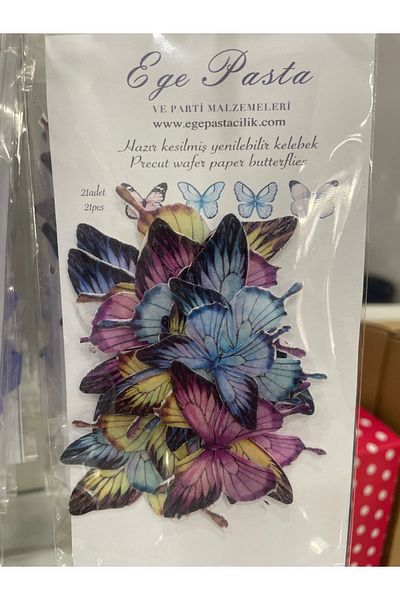 Ege Pasta
VE PARTİ MALZEMELERİ
www.egepastacilik.com
Hazır kesilmiş yenilebilir kelebek
Precut wafer paper butterflies
21adet
21pcs